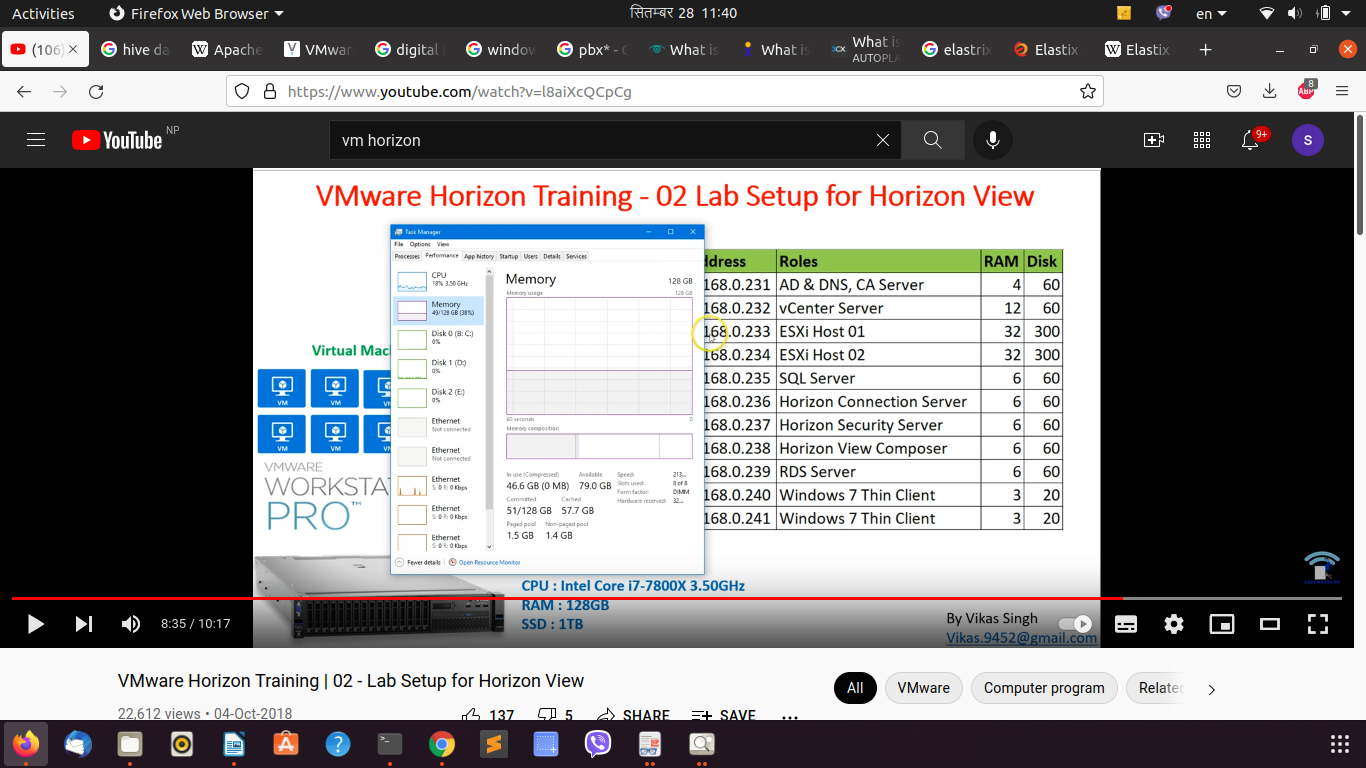 Activities Firefox Web Browser सितम्बर 28 11:40 en
(106) hive da Apache VMwar digital window pbx* - G What is What is What is elastrix Elastix Elastix
AUTOPLA
https://www.youtube.com/watch?v=l8aiXcQCpCg ABP 8
YouTube NP vm horizon 9+ S
VMware Horizon Training - 02 Lab Setup for Horizon View
Task Manager
File Options View
Processes Performance App history Startup Users Details Services
CPU
18% 3.50 GHz
Memory
49/128 GB (38%)
Disk 0 (B: C:)
0%
Disk 1 (D:)
0%
Disk 2 (E:)
0%
Ethernet
Not connected
Ethernet
Not connected
Ethernet
S: 0 R: 0 Kbps
Ethernet
S: 0 R: 0 Kbps
Ethernet
S: 0 R: 0 Kbps
Memory 128 GB
Memory usage 128 GB
60 seconds 0
Memory composition
In use (Compressed) Available Speed: 213...
46.6 GB (0 MB) 79.0 GB Slots used: 8 of 8
Form factor: DIMM
Committed Cached Hardware reserved: 32...
51/128 GB 57.7 GB
Paged pool Non-paged pool
1.5 GB 1.4 GB
Fewer details Open Resource Monitor
ddress Roles RAM Disk
168.0.231 AD & DNS, CA Server 4 60
168.0.232 vCenter Server 12 60
168.0.233 ESXi Host 01 32 300
168.0.234 ESXi Host 02 32 300
168.0.235 SQL Server 6 60
168.0.236 Horizon Connection Server 6 60
168.0.237 Horizon Security Server 6 60
168.0.238 Horizon View Composer 6 60
168.0.239 RDS Server 6 60
168.0.240 Windows 7 Thin Client 3 20
168.0.241 Windows 7 Thin Client 3 20
Virtual Mac
VM VM VM
VM VM VM
VMWARE
WORKSTA
PRO™
CPU : Intel Core i7-7800X 3.50GHz
RAM : 128GB
SSD : 1TB
By Vikas Singh
Vikas.9452@gmail.com
8:35 / 10:17
VMware Horizon Training | 02 - Lab Setup for Horizon View
All VMware Computer program Related
22,612 views • 04-Oct-2018 137 5 SHARE SAVE ...